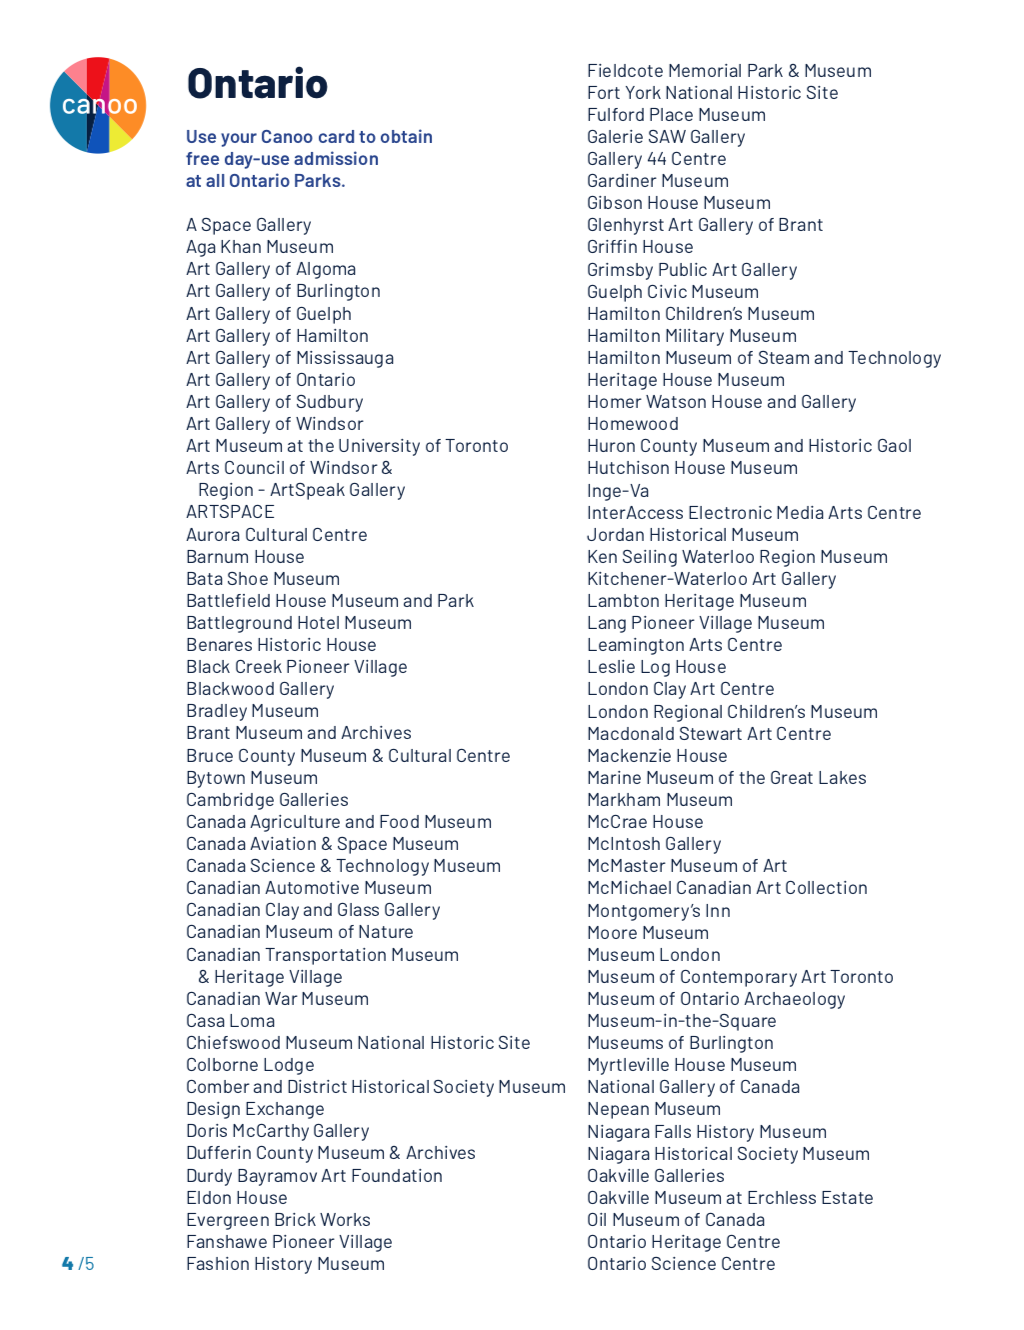 canoo
Ontario
Use your Canoo card to obtain
free day-use admission
at all Ontario Parks.
A Space Gallery
Aga Khan Museum
Art Gallery of Algoma
Art Gallery of Burlington
Art Gallery of Guelph
Art Gallery of Hamilton
Art Gallery of Mississauga
Art Gallery of Ontario
Art Gallery of Sudbury
Art Gallery of Windsor
Art Museum at the University of Toronto
Arts Council of Windsor &
Region - ArtSpeak Gallery
ARTSPACE
Aurora Cultural Centre
Barnum House
Bata Shoe Museum
Battlefield House Museum and Park
Battleground Hotel Museum
Benares Historic House
Black Creek Pioneer Village
Blackwood Gallery
Bradley Museum
Brant Museum and Archives
Bruce County Museum & Cultural Centre
Bytown Museum
Cambridge Galleries
Canada Agriculture and Food Museum
Canada Aviation & Space Museum
Canada Science & Technology Museum
Canadian Automotive Museum
Canadian Clay and Glass Gallery
Canadian Museum of Nature
Canadian Transportation Museum
& Heritage Village
Canadian War Museum
Casa Loma
Chiefswood Museum National Historic Site
Colborne Lodge
Comber and District Historical Society Museum
Design Exchange
Doris McCarthy Gallery
Dufferin County Museum & Archives
Durdy Bayramov Art Foundation
Eldon House
Evergreen Brick Works
Fanshawe Pioneer Village
Fashion History Museum
Fieldcote Memorial Park & Museum
Fort York National Historic Site
Fulford Place Museum
Galerie SAW Gallery
Gallery 44 Centre
Gardiner Museum
Gibson House Museum
Glenhyrst Art Gallery of Brant
Griffin House
Grimsby Public Art Gallery
Guelph Civic Museum
Hamilton Children's Museum
Hamilton Military Museum
Hamilton Museum of Steam and Technology
Heritage House Museum
Homer Watson House and Gallery
Homewood
Huron County Museum and Historic Gaol
Hutchison House Museum
Inge-Va
InterAccess Electronic Media Arts Centre
Jordan Historical Museum
Ken Seiling Waterloo Region Museum
Kitchener-Waterloo Art Gallery
Lambton Heritage Museum
Lang Pioneer Village Museum
Leamington Arts Centre
Leslie Log House
London Clay Art Centre
London Regional Children's Museum
Macdonald Stewart Art Centre
Mackenzie House
Marine Museum of the Great Lakes
Markham Museum
McCrae House
McIntosh Gallery
McMaster Museum of Art
McMichael Canadian Art Collection
Montgomery's Inn
Moore Museum
Museum London
Museum of Contemporary Art Toronto
Museum of Ontario Archaeology
Museum-in-the-Square
Museums of Burlington
Myrtleville House Museum
National Gallery of Canada
Nepean Museum
Niagara Falls History Museum
Niagara Historical Society Museum
Oakville Galleries
Oakville Museum at Erchless Estate
Oil Museum of Canada
Ontario Heritage Centre
Ontario Science Centre
4 /5